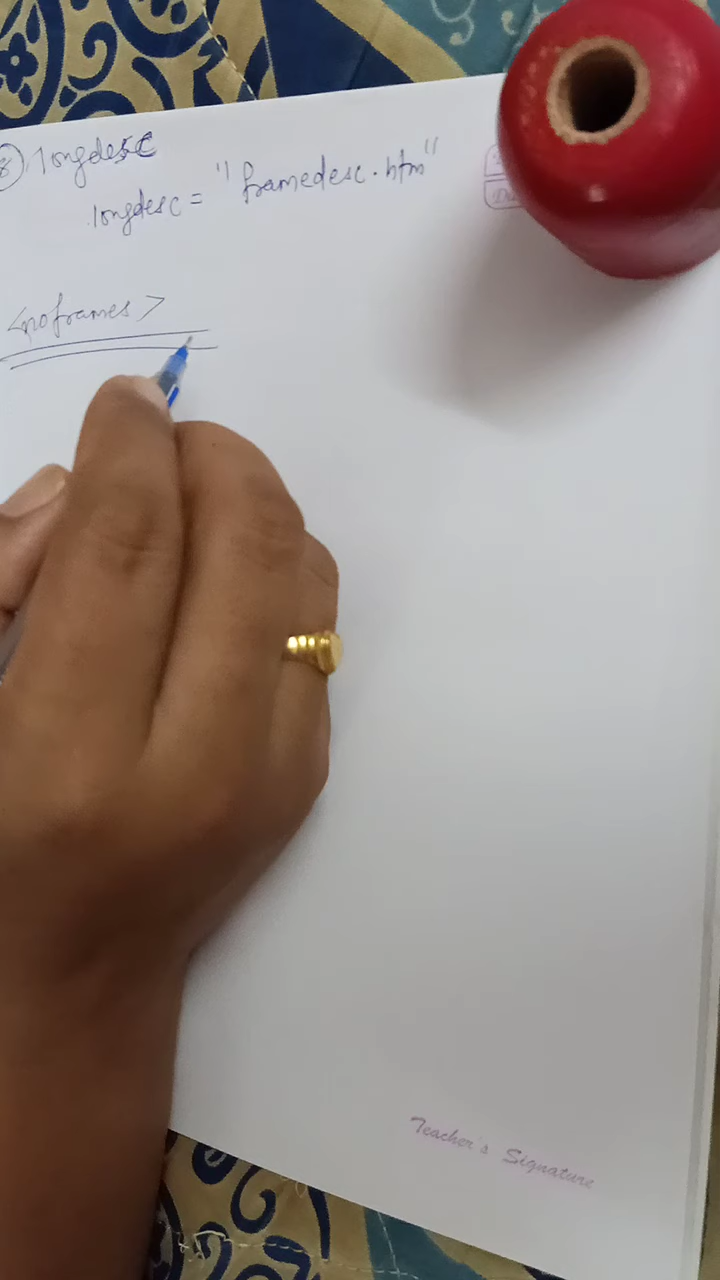 8) longdesc
longdesc = "framedesc.htm"
<noframes>
Teacher's Signature